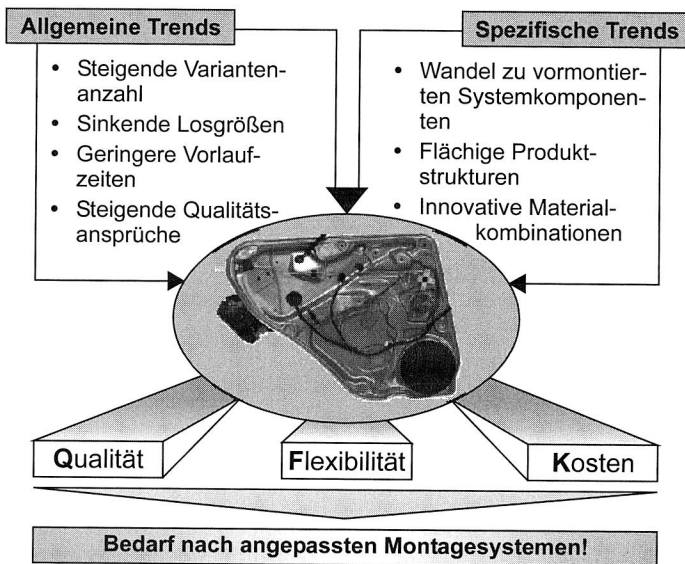 Allgemeine Trends
• Steigende Varianten-
anzahl
• Sinkende Losgrößen
• Geringere Vorlauf-
zeiten
• Steigende Qualitäts-
ansprüche
Spezifische Trends
• Wandel zu vormontier-
ten Systemkomponen-
ten
• Flächige Produkt-
strukturen
• Innovative Material-
kombinationen
Qualität
Flexibilität
Kosten
Bedarf nach angepassten Montagesystemen!